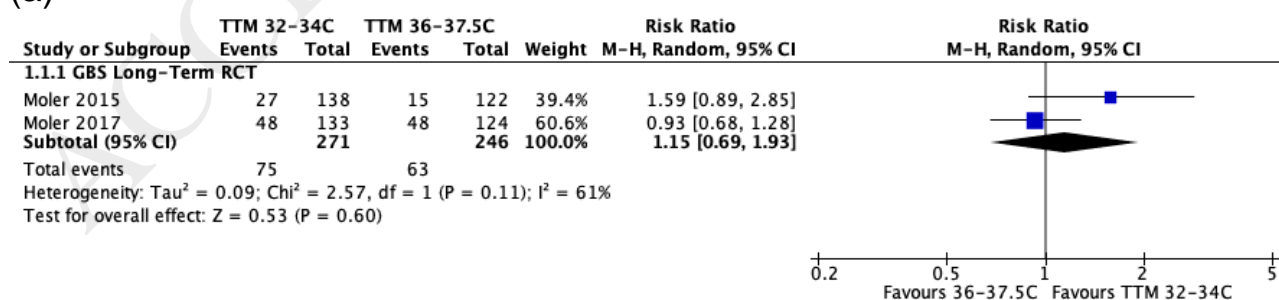 (a)
TTM 32–34C TTM 36–37.5C Risk Ratio Risk Ratio
Study or Subgroup Events Total Events Total Weight M–H, Random, 95% CI M–H, Random, 95% CI
1.1.1 GBS Long–Term RCT
Moler 2015 27 138 15 122 39.4% 1.59 [0.89, 2.85]
Moler 2017 48 133 48 124 60.6% 0.93 [0.68, 1.28]
Subtotal (95% CI) 271 246 100.0% 1.15 [0.69, 1.93]
Total events 75 63
Heterogeneity: Tau² = 0.09; Chi² = 2.57, df = 1 (P = 0.11); I² = 61%
Test for overall effect: Z = 0.53 (P = 0.60)
0.2 0.5 1 2 5
Favours 36–37.5C Favours TTM 32–34C